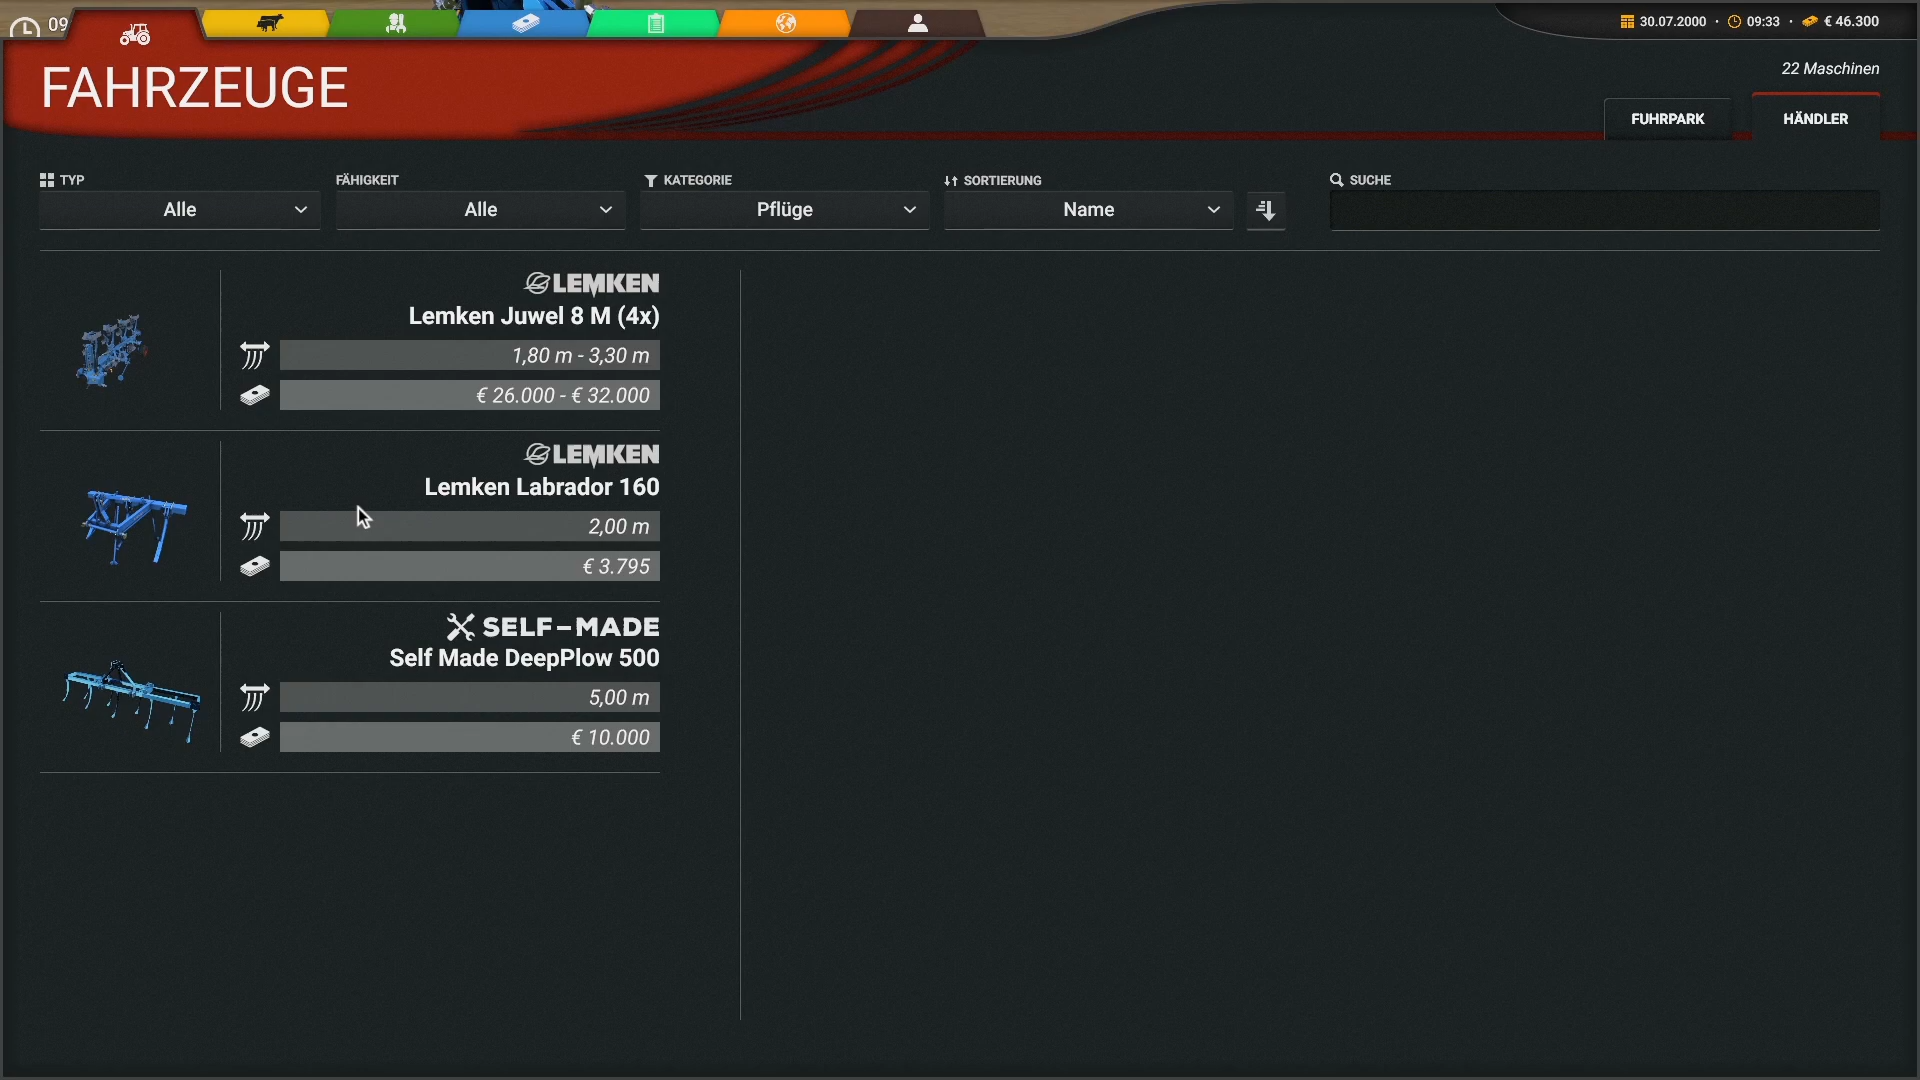 09
30.07.2000 · 09:33 · € 46.300
FAHRZEUGE
22 Maschinen
FUHRPARK
HÄNDLER
TYP
FÄHIGKEIT
KATEGORIE
SORTIERUNG
SUCHE
Alle
Alle
Pflüge
Name
LEMKEN
Lemken Juwel 8 M (4x)
1,80 m - 3,30 m
€ 26.000 - € 32.000
LEMKEN
Lemken Labrador 160
2,00 m
€ 3.795
SELF-MADE
Self Made DeepPlow 500
5,00 m
€ 10.000